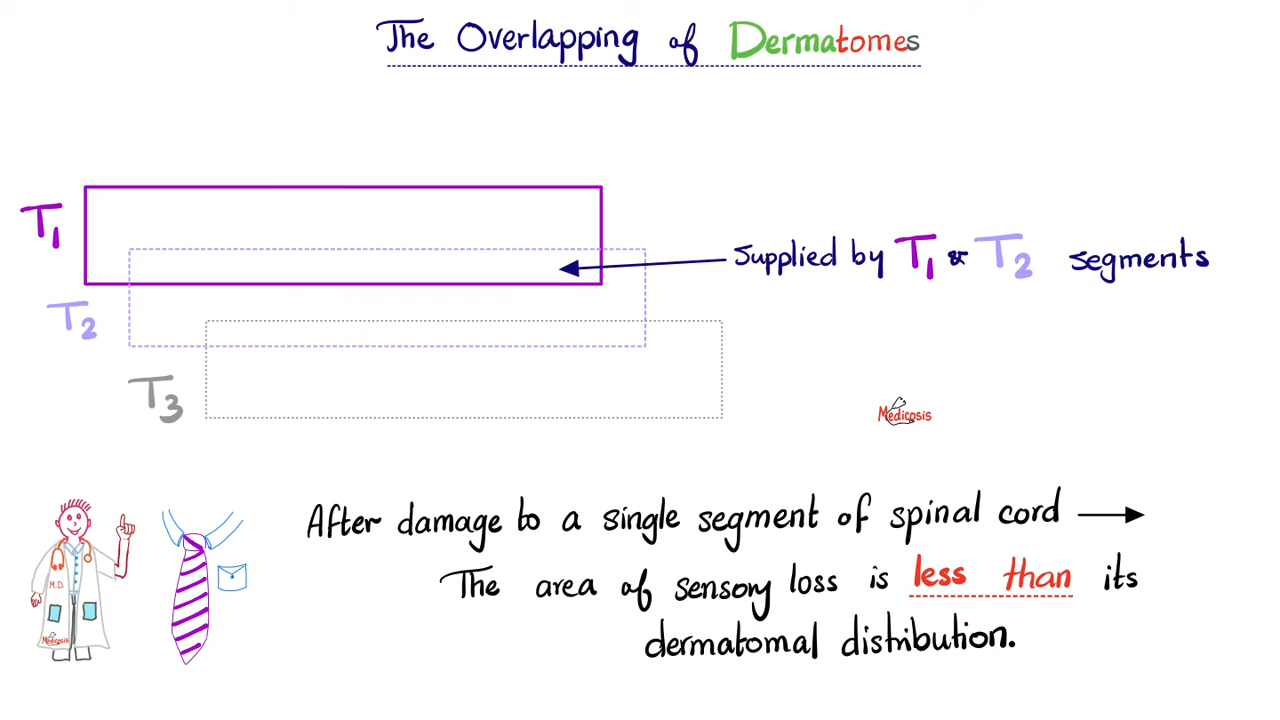 The Overlapping of Dermatomes
T1
Supplied by T1 & T2 segments
T2
T3
Medicosis
After damage to a single segment of spinal cord →
The area of sensory loss is less than its
dermatomal distribution.
M.D.
Medicosis